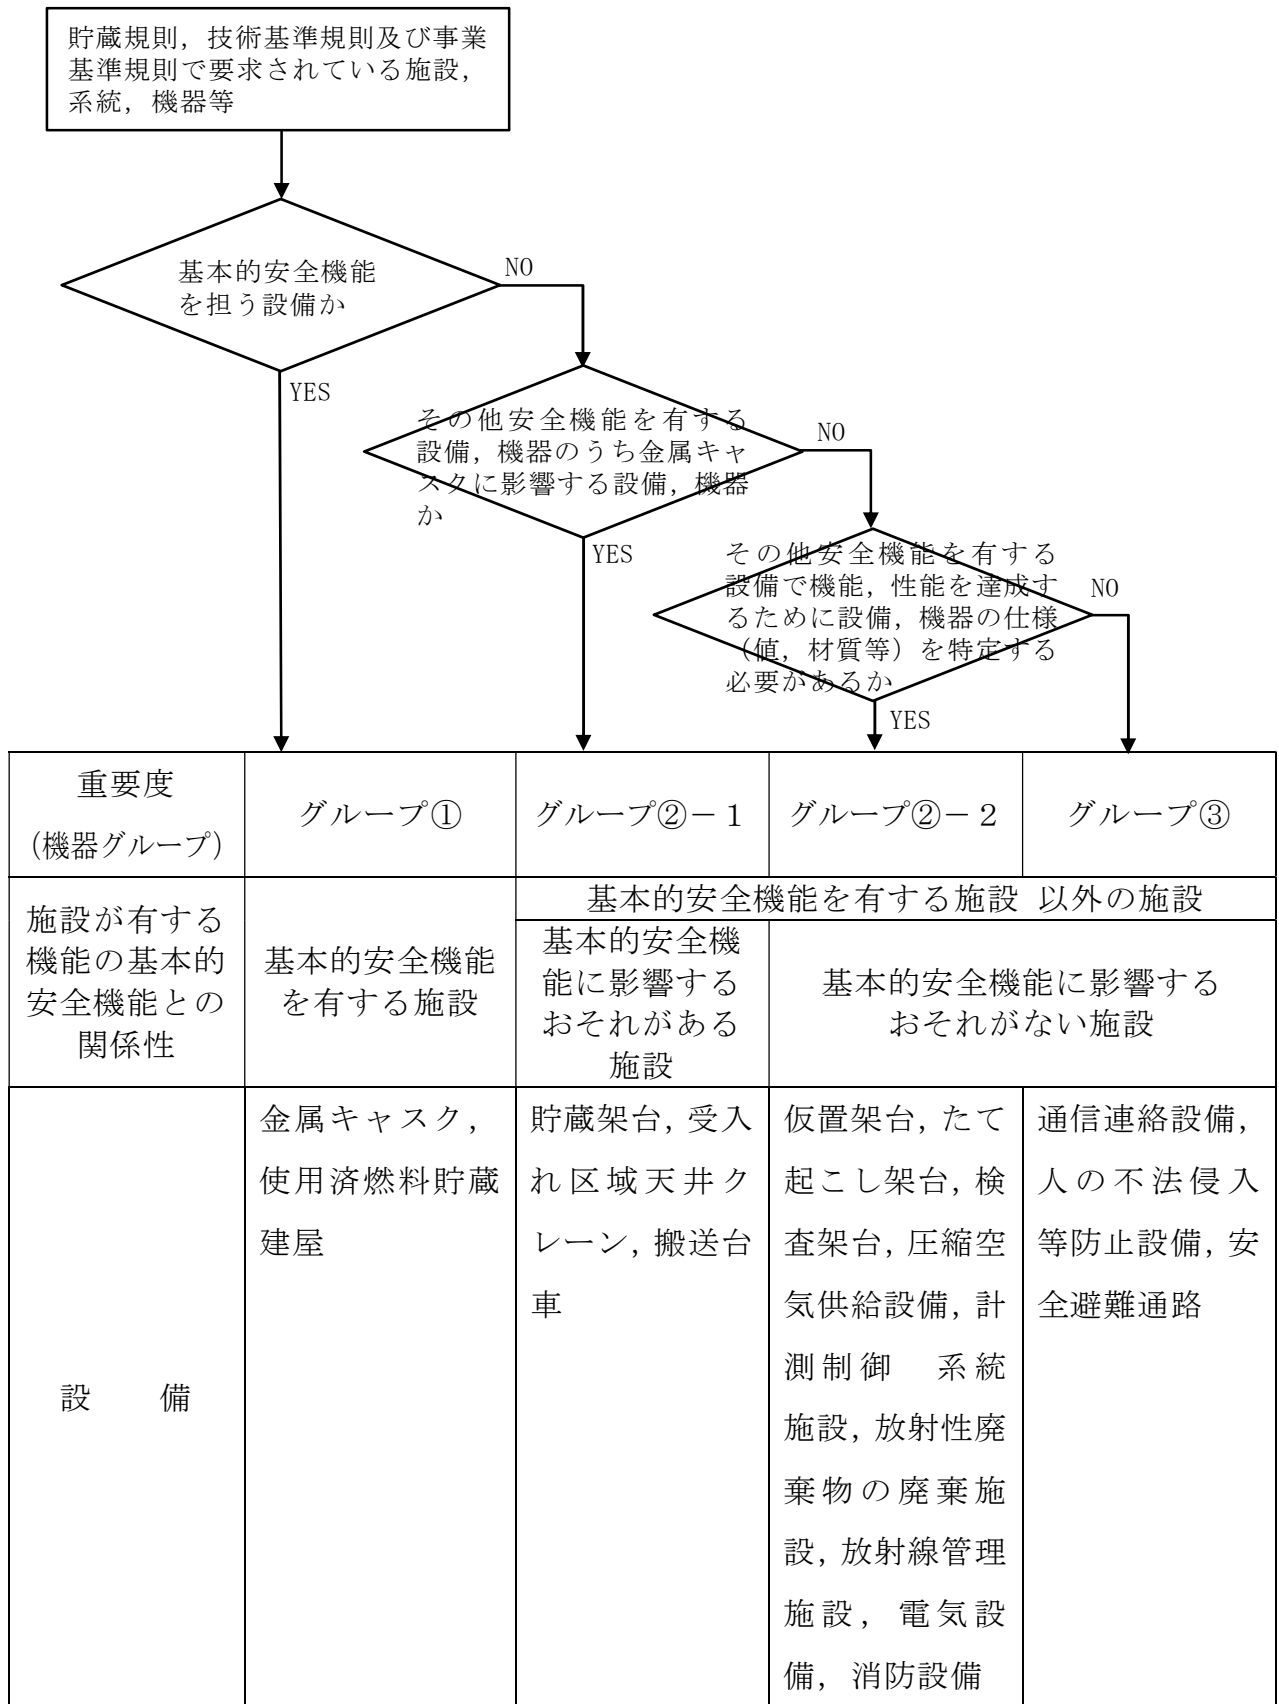 貯蔵規則，技術基準規則及び事業
基準規則で要求されている施設，
系統，機器等
基本的安全機能
を担う設備か
NO
YES
その他安全機能を有する
設備，機器のうち金属キャ
スクに影響する設備，機器
か
NO
YES
その他安全機能を有する
設備で機能，性能を達成す
るために設備，機器の仕様
（値，材質等）を特定する
必要があるか
NO
YES
重要度
（機器グループ）
グループ①
グループ②－１
グループ②－２
グループ③
施設が有する
機能の基本的
安全機能との
関係性
基本的安全機能
を有する施設
基本的安全機能を有する施設 以外の施設
基本的安全機
能に影響する
おそれがある
施設
基本的安全機能に影響する
おそれがない施設
設　　備
金属キャスク，
使用済燃料貯蔵
建屋
貯蔵架台，受入
れ区域天井ク
レーン，搬送台
車
仮置架台，たて
起こし架台，検
査架台，圧縮空
気供給設備，計
測制御　系統
施設，放射性廃
棄物の廃棄施
設，放射線管理
施設，電気設
備，消防設備
通信連絡設備，
人の不法侵入
等防止設備，安
全避難通路